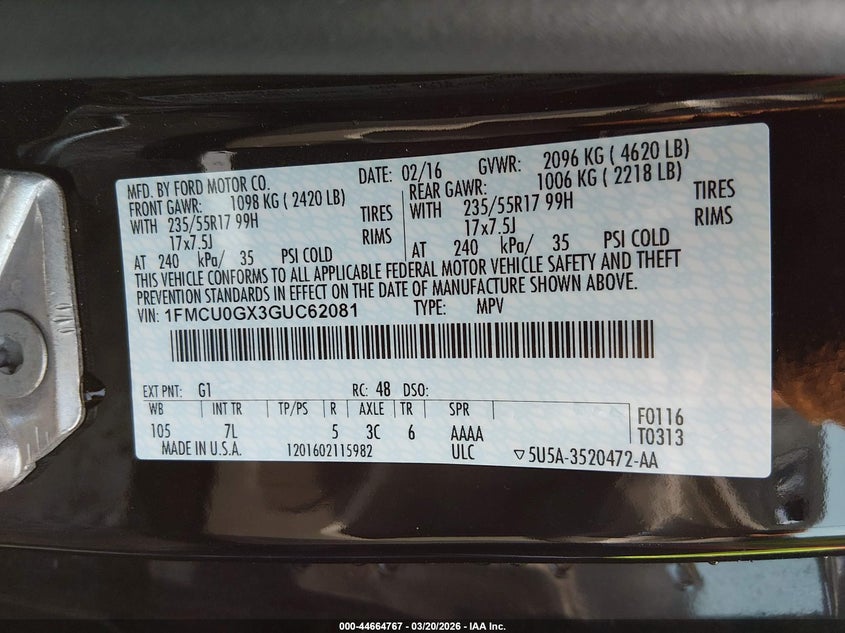 MFD. BY FORD MOTOR CO. DATE: 02/16 GVWR: 2096 KG ( 4620 LB)
FRONT GAWR: 1098 KG ( 2420 LB) REAR GAWR: 1006 KG ( 2218 LB)
WITH 235/55R17 99H TIRES WITH 235/55R17 99H TIRES
17x7.5J RIMS 17x7.5J RIMS
AT 240 kPa/ 35 PSI COLD AT 240 kPa/ 35 PSI COLD
THIS VEHICLE CONFORMS TO ALL APPLICABLE FEDERAL MOTOR VEHICLE SAFETY AND THEFT
PREVENTION STANDARDS IN EFFECT ON THE DATE OF MANUFACTURE SHOWN ABOVE.
VIN: 1FMCU0GX3GUC62081 TYPE: MPV
EXT PNT: G1 RC: 48 DSO:
WB INT TR TP/PS R AXLE TR SPR F0116
105 7L 5 3C 6 AAAA T0313
MADE IN U.S.A. 1201602115982 ULC ▽5U5A-3520472-AA
000-44664767 — 03/20/2026 - IAA Inc.